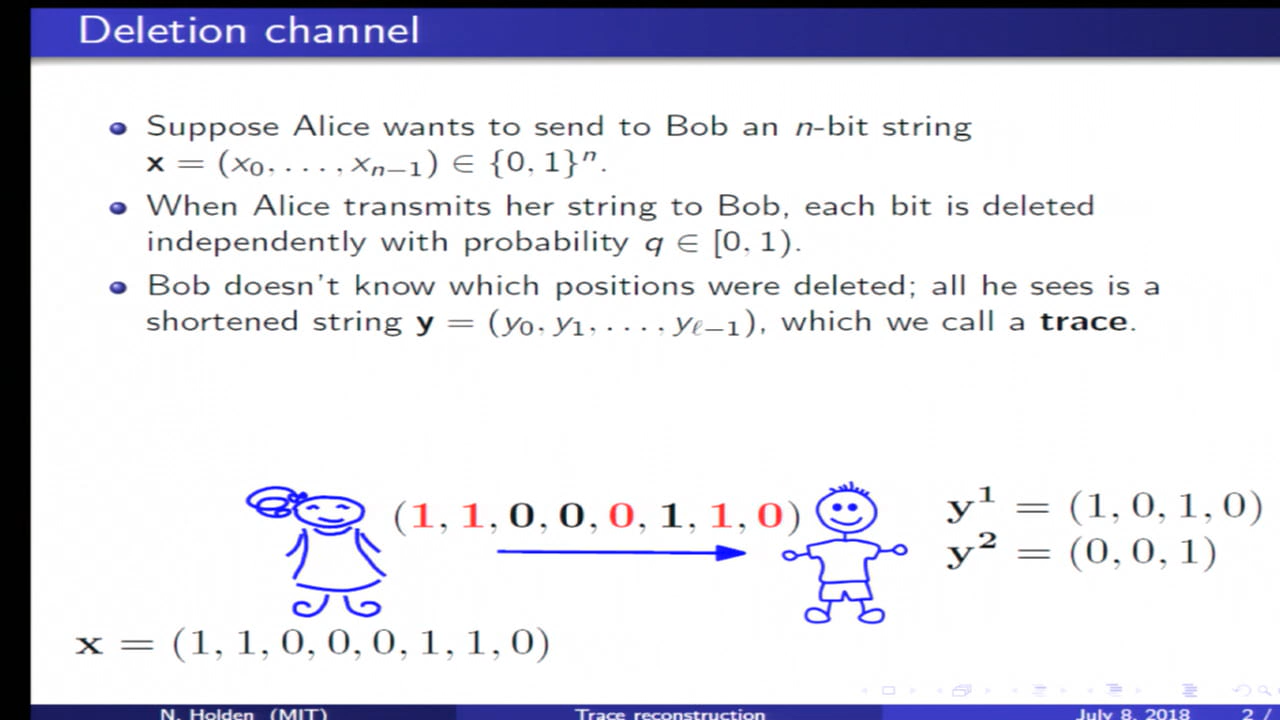 Deletion channel
Suppose Alice wants to send to Bob an n-bit string
x = (x₀, . . . , xₙ₋₁) ∈ {0, 1}ⁿ.
When Alice transmits her string to Bob, each bit is deleted
independently with probability q ∈ [0, 1).
Bob doesn't know which positions were deleted; all he sees is a
shortened string y = (y₀, y₁, . . . , y_{ℓ−1}), which we call a trace.
(1, 1, 0, 0, 0, 1, 1, 0)
y¹ = (1, 0, 1, 0)
y² = (0, 0, 1)
x = (1, 1, 0, 0, 0, 1, 1, 0)
N. Holden (MIT) Trace reconstruction July 8, 2018 2 /